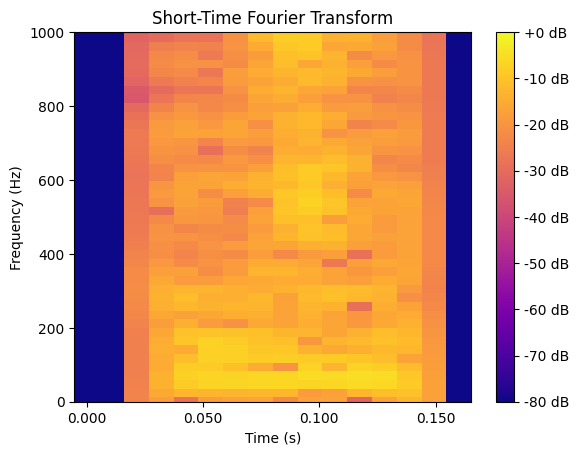 Short-Time Fourier Transform
Frequency (Hz)
1000
800
600
400
200
0
0.000
0.050
0.100
0.150
Time (s)
+0 dB
-10 dB
-20 dB
-30 dB
-40 dB
-50 dB
-60 dB
-70 dB
-80 dB